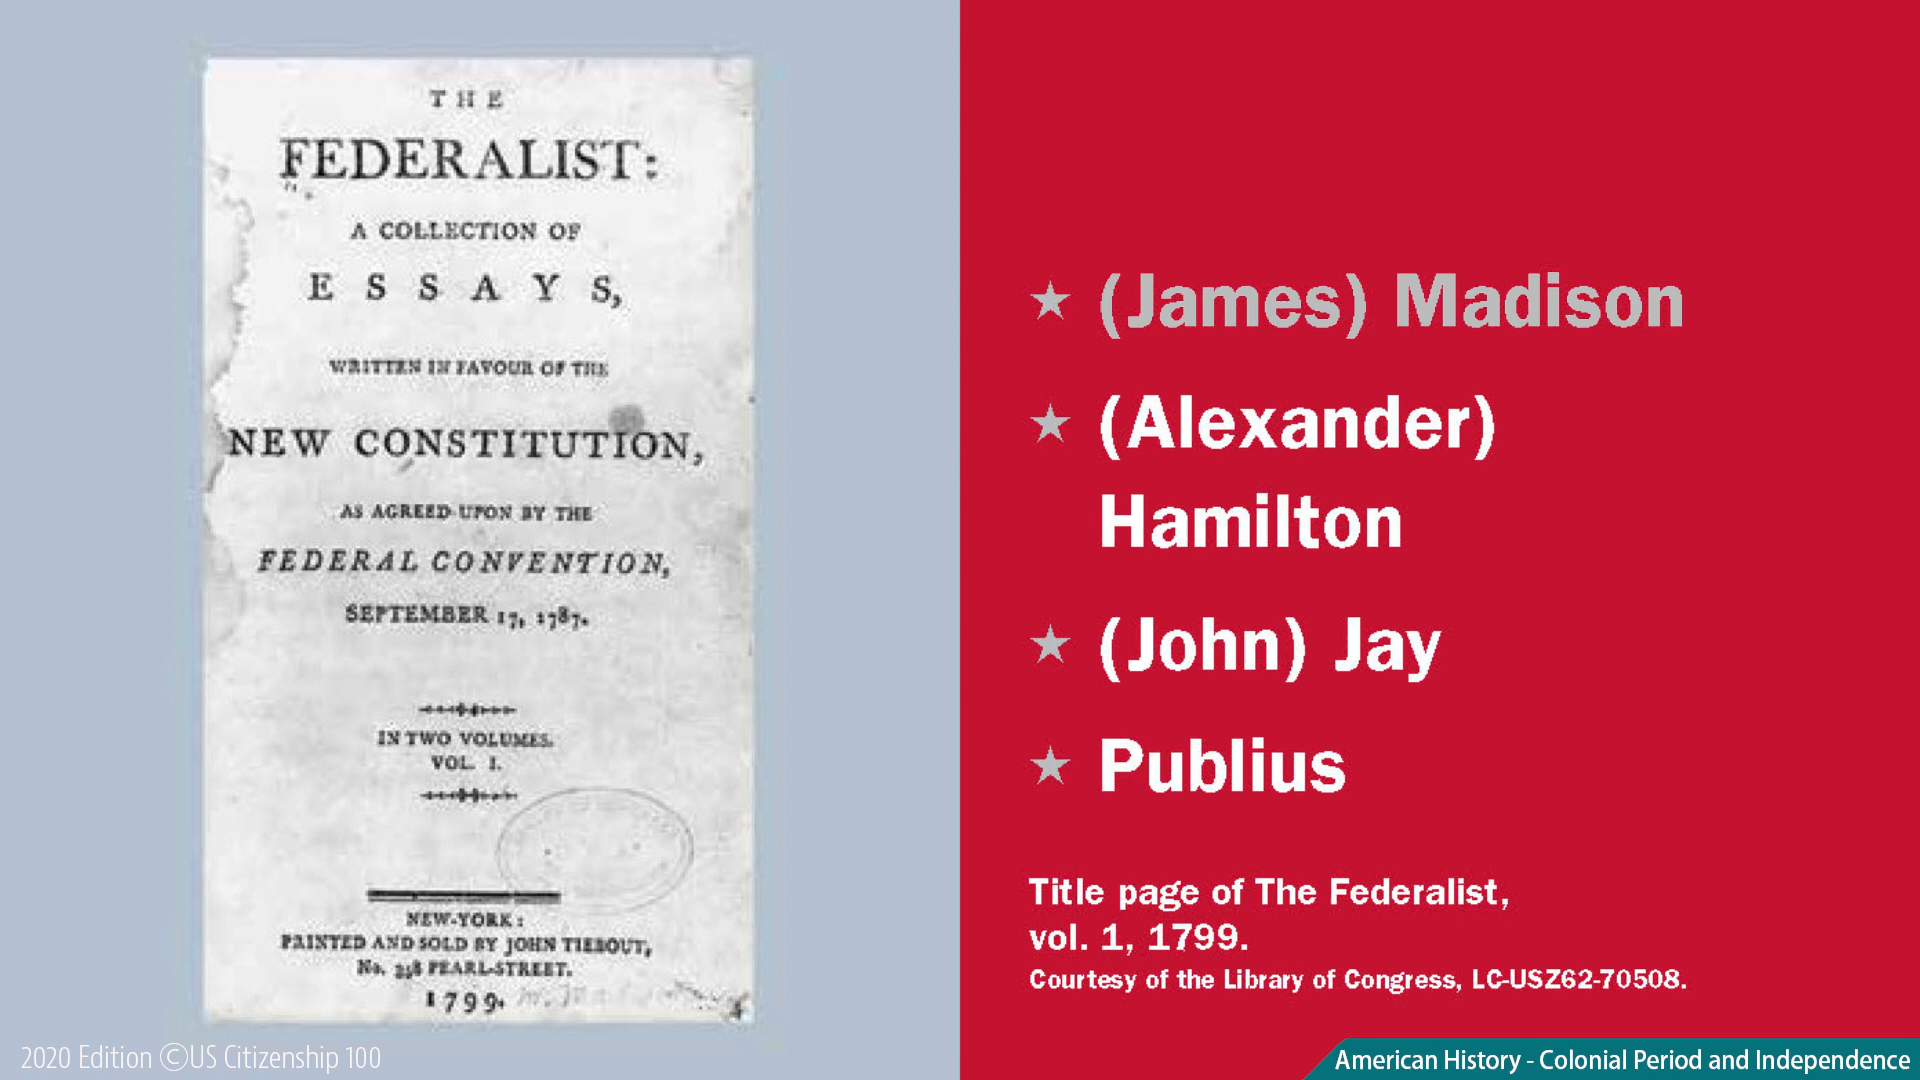 THE
FEDERALIST:
A COLLECTION OF
ESSAYS,
WRITTEN IN FAVOUR OF THE
NEW CONSTITUTION,
AS AGREED UPON BY THE
FEDERAL CONVENTION,
SEPTEMBER 17, 1787.
IN TWO VOLUMES.
VOL. I.
NEW-YORK:
PRINTED AND SOLD BY JOHN TIEBOUT,
No. 358 PEARL-STREET.
1799.
★ (James) Madison
★ (Alexander)
Hamilton
★ (John) Jay
★ Publius
Title page of The Federalist,
vol. 1, 1799.
Courtesy of the Library of Congress, LC-USZ62-70508.
2020 Edition ©US Citizenship 100
American History - Colonial Period and Independence